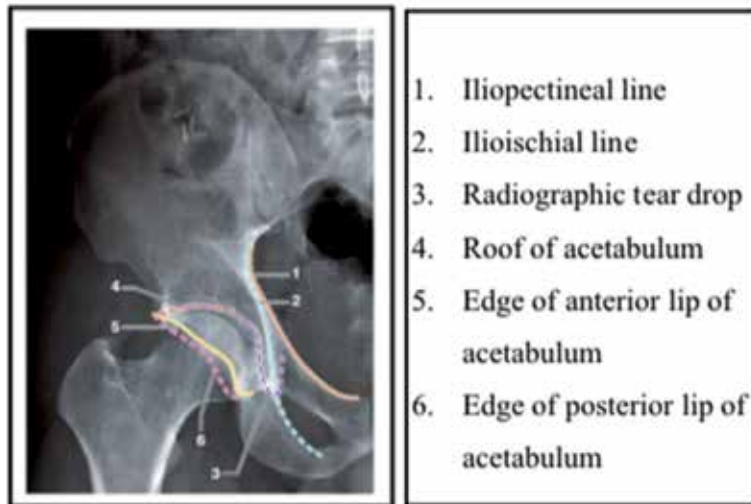 1
2
3
4
5
6
1. Iliopectineal line
2. Ilioischial line
3. Radiographic tear drop
4. Roof of acetabulum
5. Edge of anterior lip of
acetabulum
6. Edge of posterior lip of
acetabulum